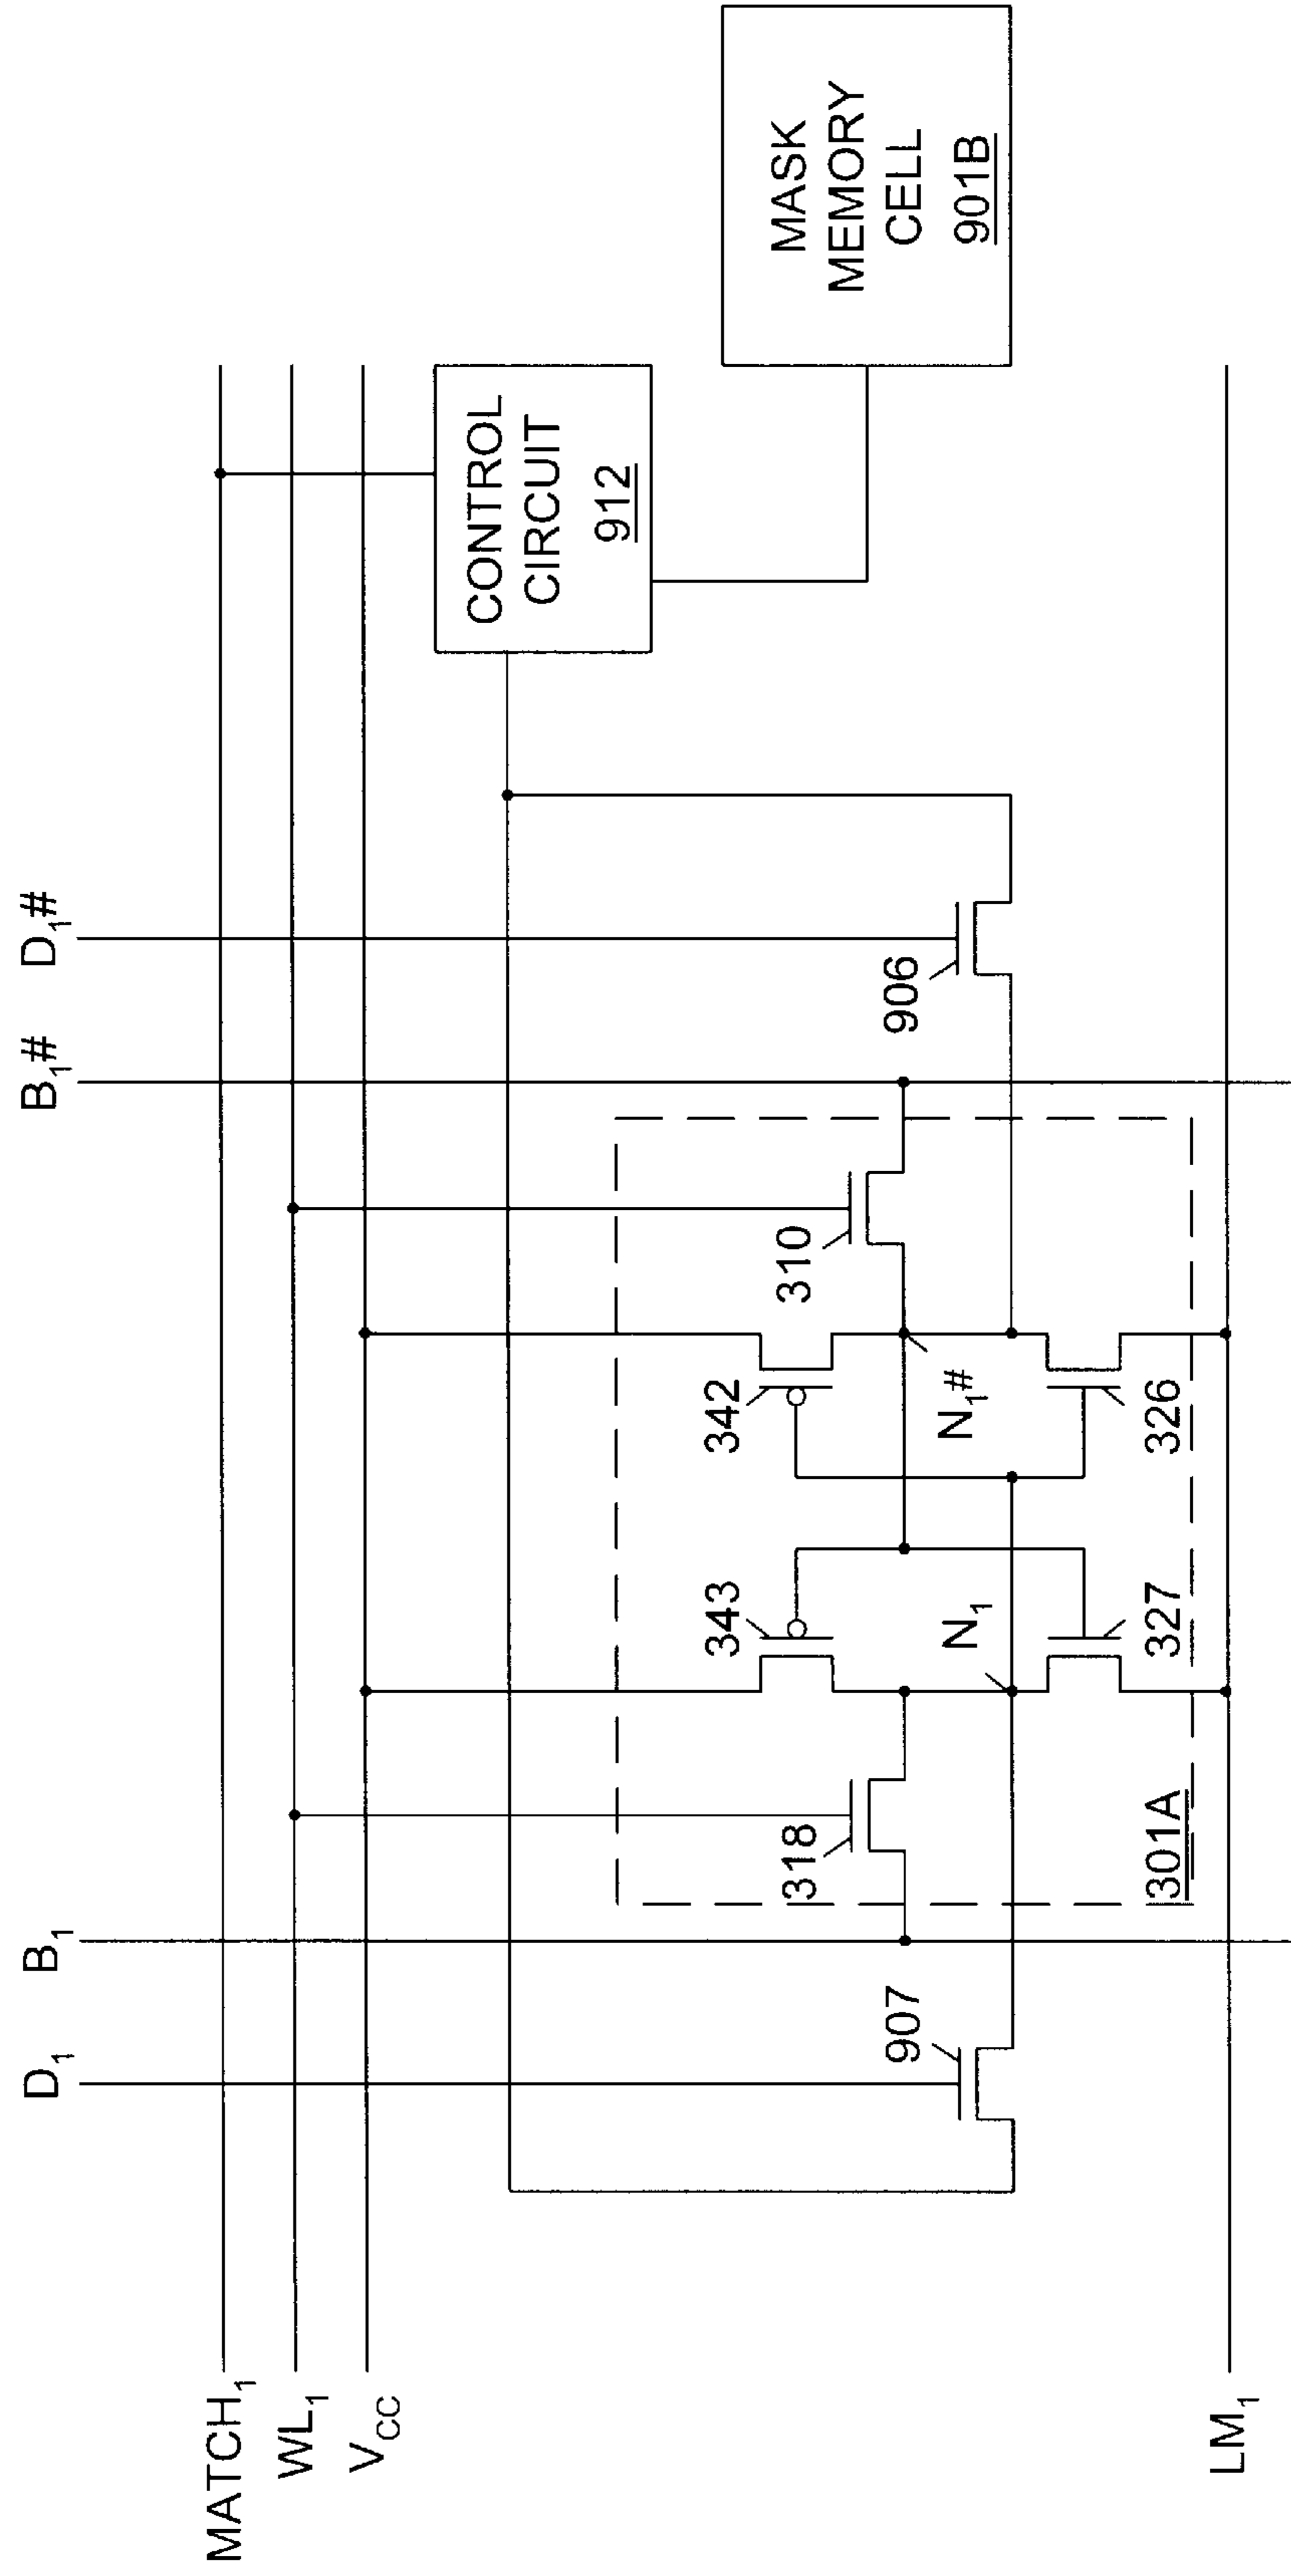 D₁
B₁
B₁#
D₁#
MATCH₁
WL₁
V_CC
CONTROL
CIRCUIT
912
MASK
MEMORY
CELL
901B
907
318
343
342
310
906
N₁
N₁#
301A
327
326
LM₁